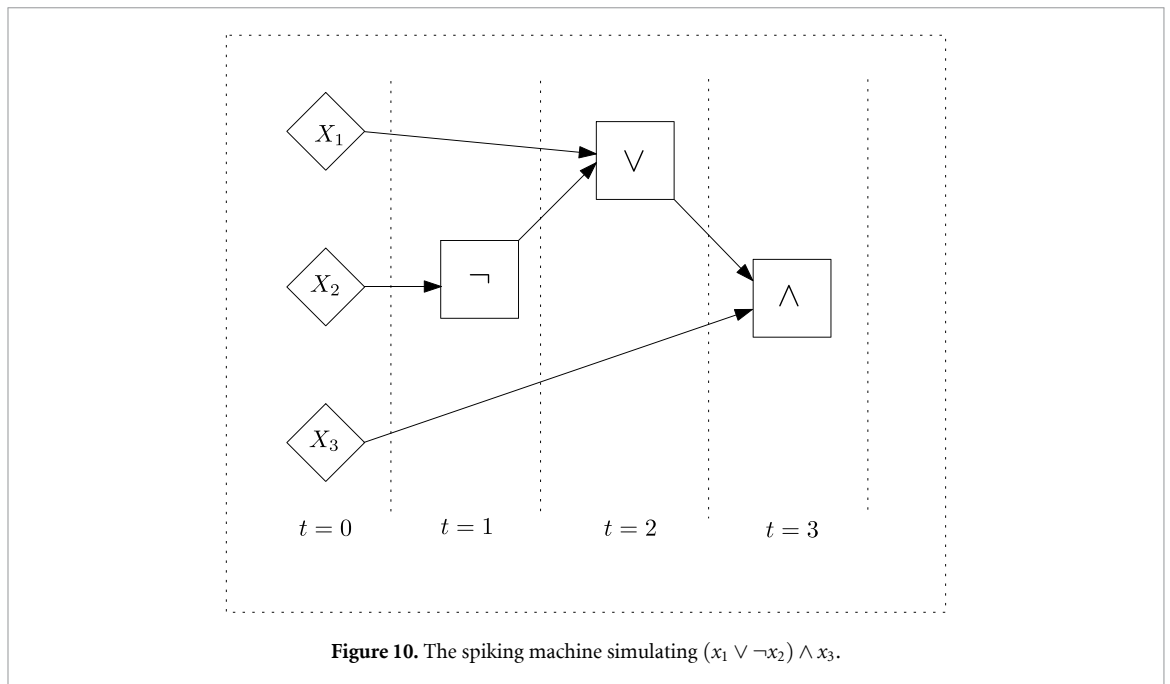 X₁
∨
X₂
¬
∧
X₃
t = 0
t = 1
t = 2
t = 3
Figure 10. The spiking machine simulating (x₁ ∨ ¬x₂) ∧ x₃.